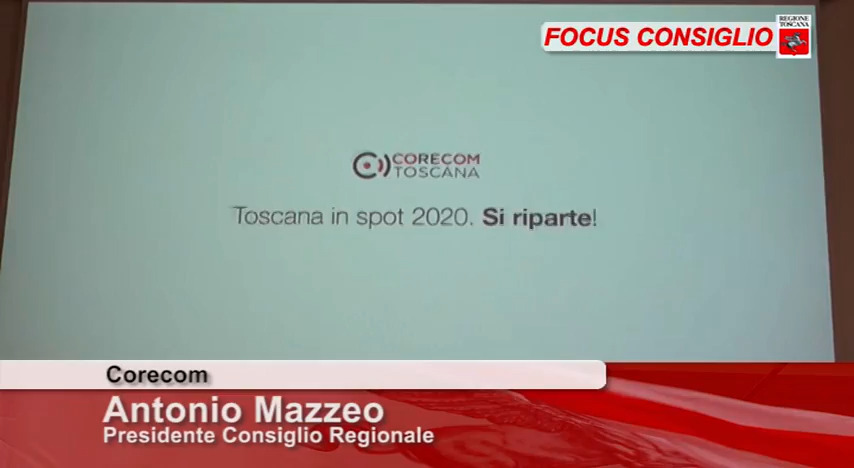 FOCUS CONSIGLIO
REGIONE
TOSCANA
CORECOM
TOSCANA
Toscana in spot 2020. Si riparte!
Corecom
Antonio Mazzeo
Presidente Consiglio Regionale